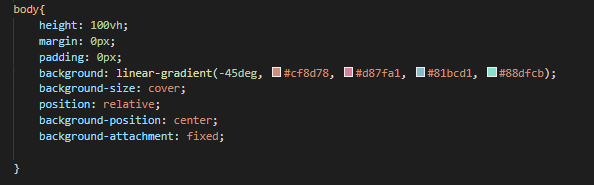 body{
height: 100vh;
margin: 0px;
padding: 0px;
background: linear-gradient(-45deg, #cf8d78, #d87fa1, #81bcd1, #88dfcb);
background-size: cover;
position: relative;
background-position: center;
background-attachment: fixed;
}